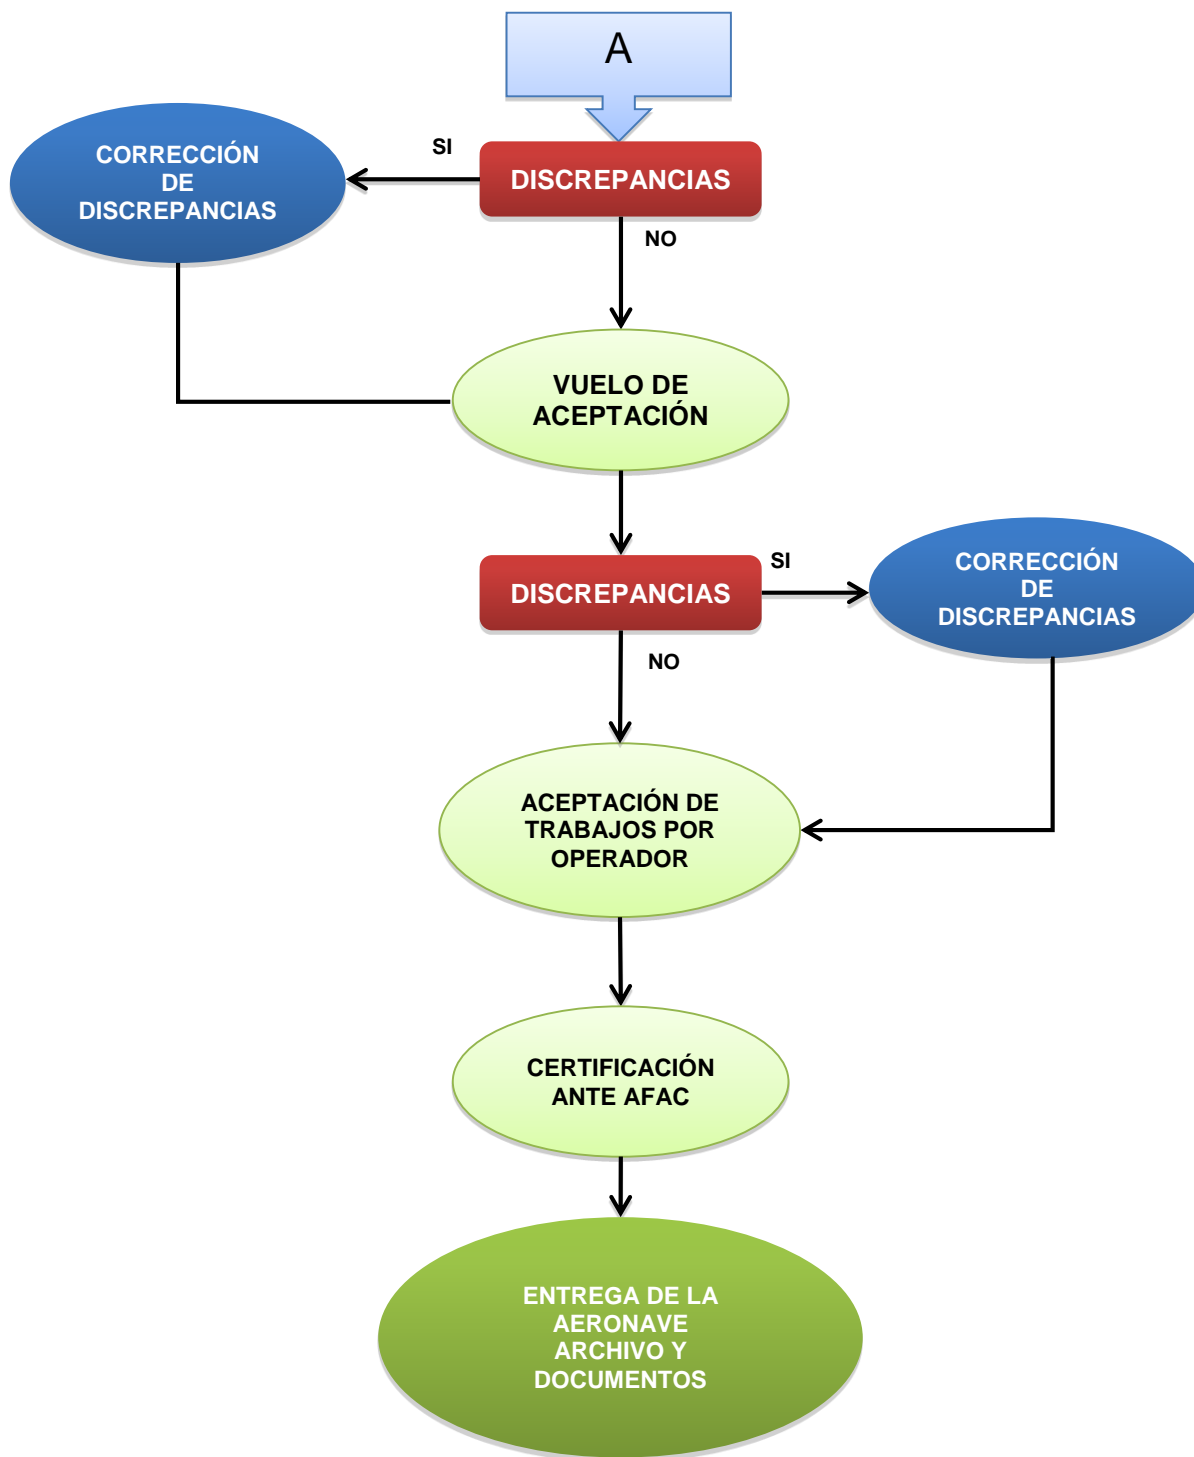 A
SI
CORRECCIÓN
DE
DISCREPANCIAS
DISCREPANCIAS
NO
VUELO DE
ACEPTACIÓN
DISCREPANCIAS
SI
CORRECCIÓN
DE
DISCREPANCIAS
NO
ACEPTACIÓN DE
TRABAJOS POR
OPERADOR
CERTIFICACIÓN
ANTE AFAC
ENTREGA DE LA
AERONAVE
ARCHIVO Y
DOCUMENTOS